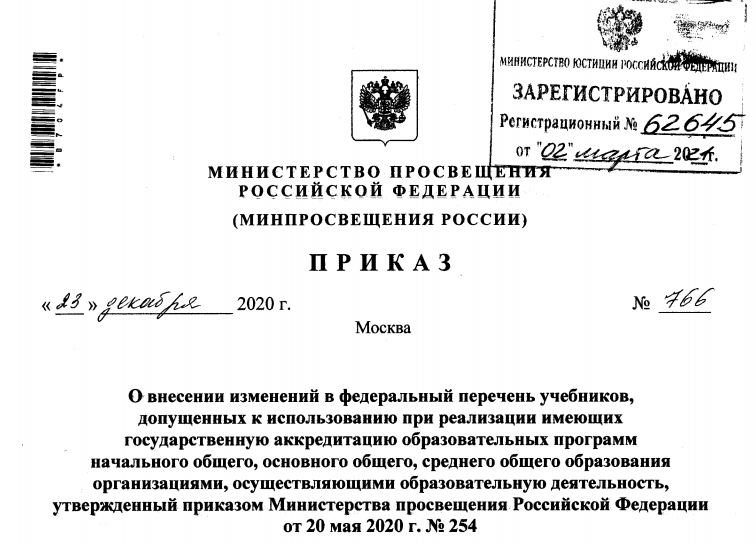 МИНИСТЕРСТВО ЮСТИЦИИ РОССИЙСКОЙ ФЕДЕРАЦИИ
ЗАРЕГИСТРИРОВАНО
Регистрационный № 62645
от "02" марта 2021г.
МИНИСТЕРСТВО ПРОСВЕЩЕНИЯ
РОССИЙСКОЙ ФЕДЕРАЦИИ
(МИНПРОСВЕЩЕНИЯ РОССИИ)
ПРИКАЗ
«23» декабря 2020 г. № 766
Москва
О внесении изменений в федеральный перечень учебников,
допущенных к использованию при реализации имеющих
государственную аккредитацию образовательных программ
начального общего, основного общего, среднего общего образования
организациями, осуществляющими образовательную деятельность,
утвержденный приказом Министерства просвещения Российской Федерации
от 20 мая 2020 г. № 254